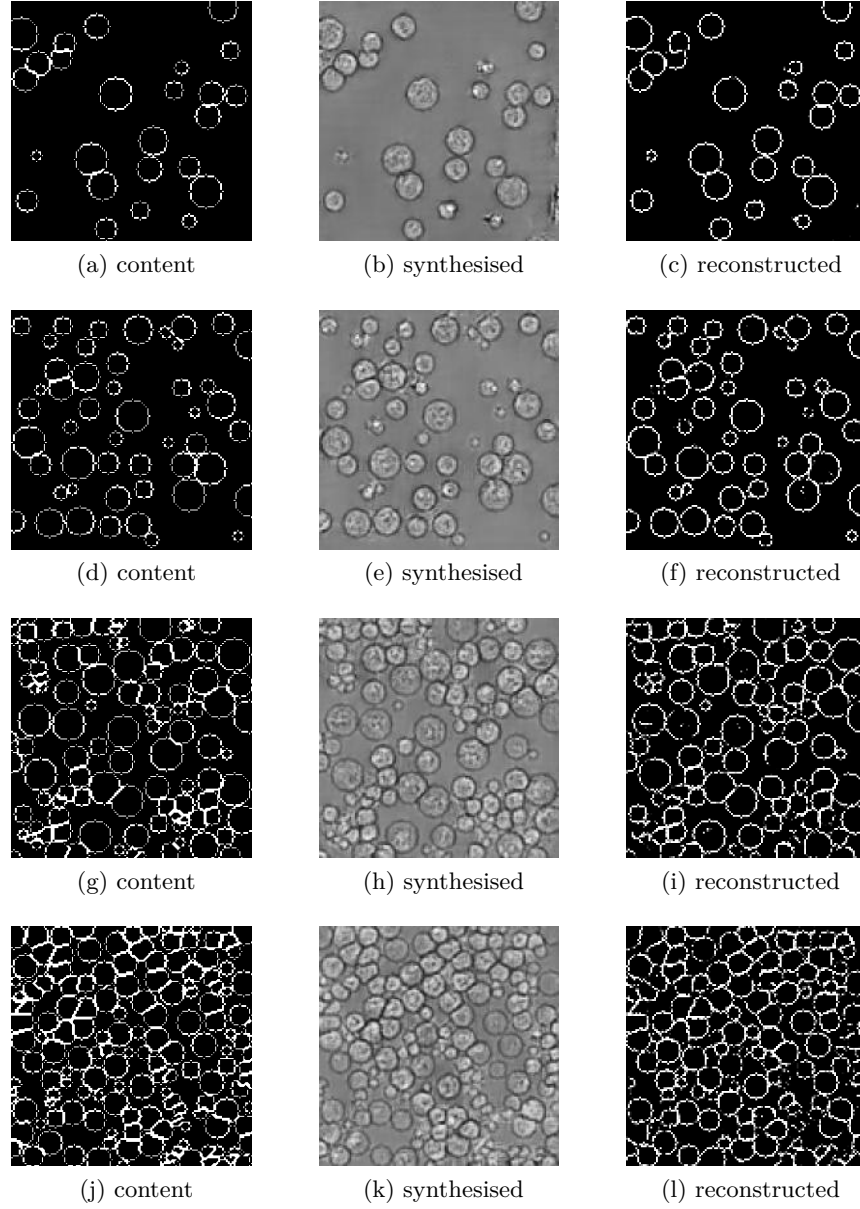 (a) content (b) synthesised (c) reconstructed
(d) content (e) synthesised (f) reconstructed
(g) content (h) synthesised (i) reconstructed
(j) content (k) synthesised (l) reconstructed